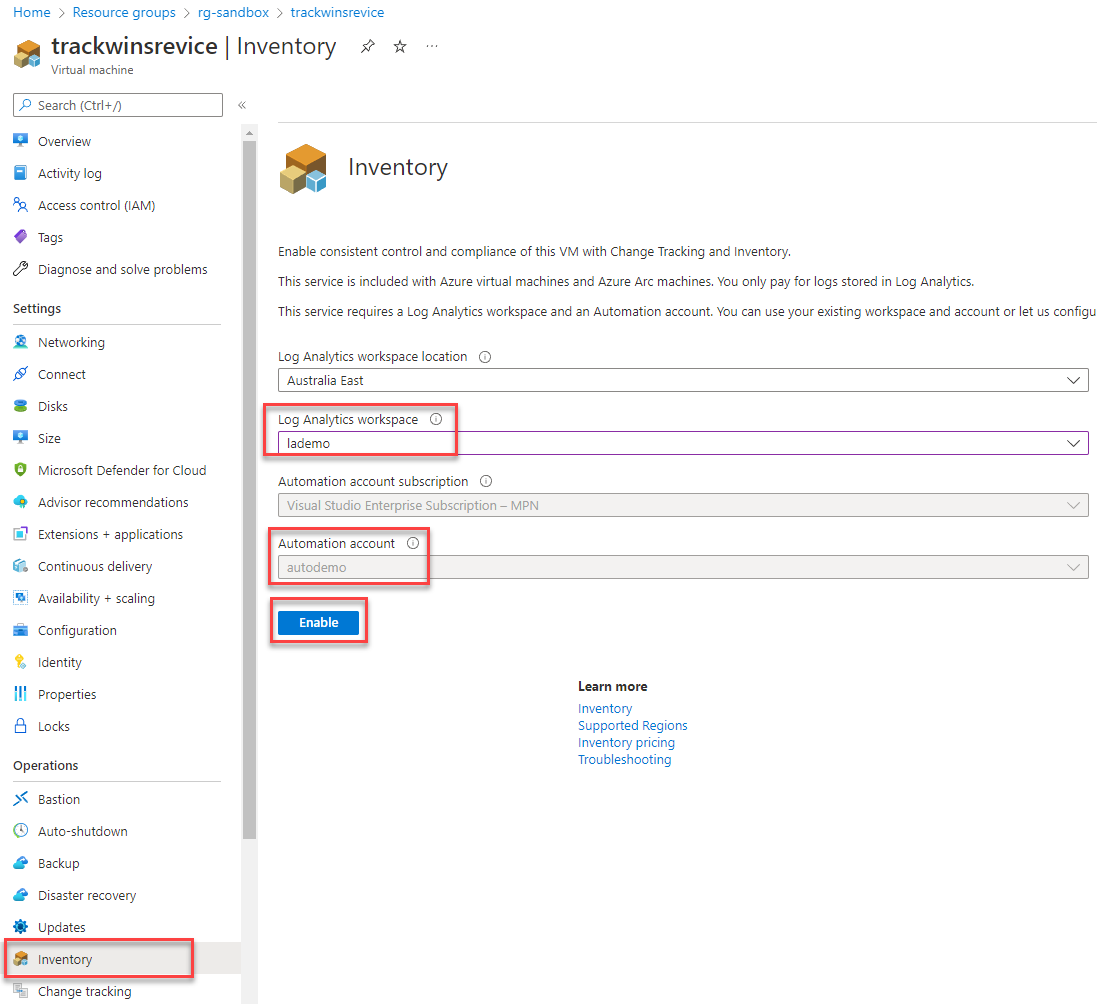 Home > Resource groups > rg-sandbox > trackwinsrevice
trackwinsrevice | Inventory
Virtual machine
Search (Ctrl+/)
Overview
Activity log
Access control (IAM)
Tags
Diagnose and solve problems
Settings
Networking
Connect
Disks
Size
Microsoft Defender for Cloud
Advisor recommendations
Extensions + applications
Continuous delivery
Availability + scaling
Configuration
Identity
Properties
Locks
Operations
Bastion
Auto-shutdown
Backup
Disaster recovery
Updates
Inventory
Change tracking
Inventory
Enable consistent control and compliance of this VM with Change Tracking and Inventory.
This service is included with Azure virtual machines and Azure Arc machines. You only pay for logs stored in Log Analytics.
This service requires a Log Analytics workspace and an Automation account. You can use your existing workspace and account or let us configu
Log Analytics workspace location
Australia East
Log Analytics workspace
lademo
Automation account subscription
Visual Studio Enterprise Subscription – MPN
Automation account
autodemo
Enable
Learn more
Inventory
Supported Regions
Inventory pricing
Troubleshooting